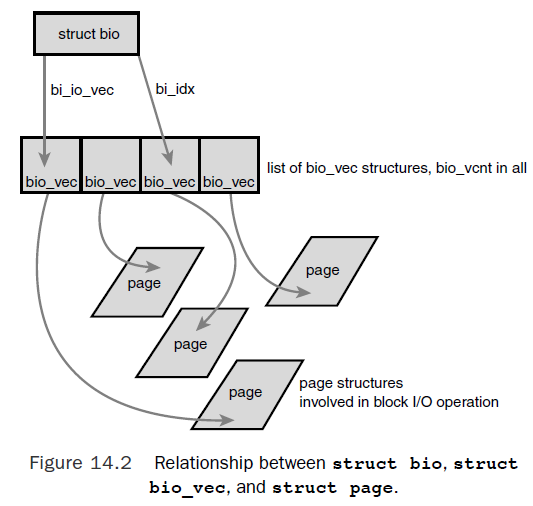 struct bio
bi_io_vec
bi_idx
bio_vec bio_vec bio_vec bio_vec
list of bio_vec structures, bio_vcnt in all
page
page
page
page
page structures
involved in block I/O operation
Figure 14.2 Relationship between struct bio, struct
bio_vec, and struct page.